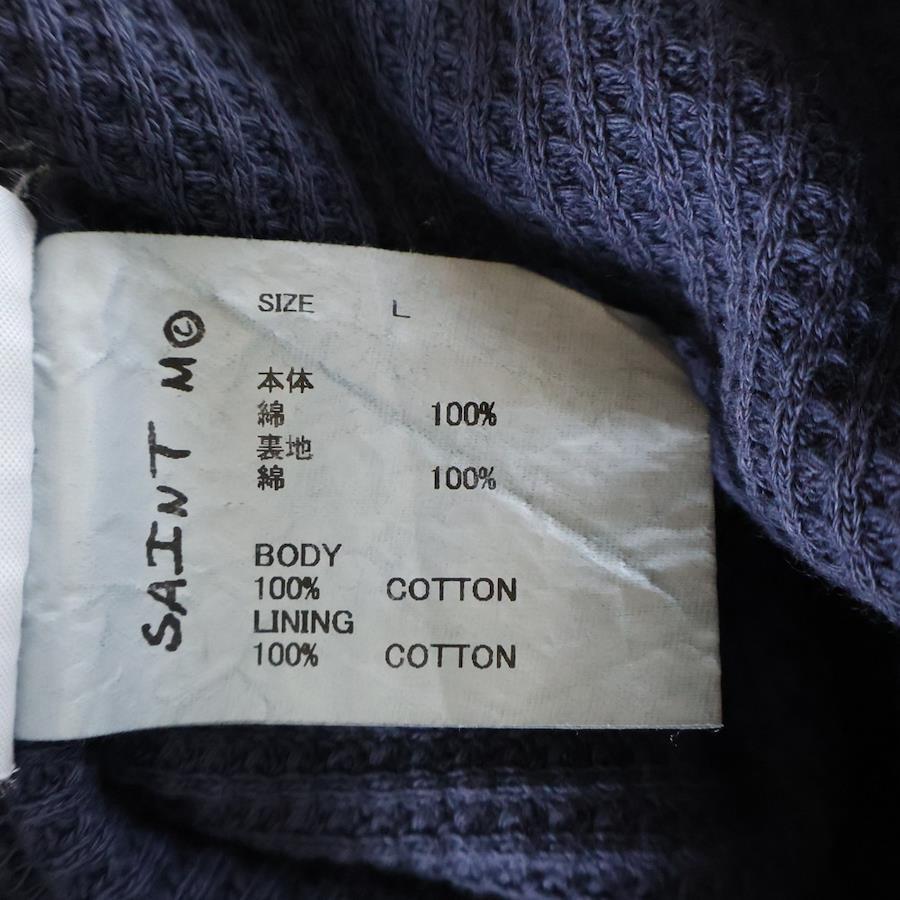 SAINT M©
SIZE L
本体
綿 100%
裏地
綿 100%
BODY
100% COTTON
LINING
100% COTTON